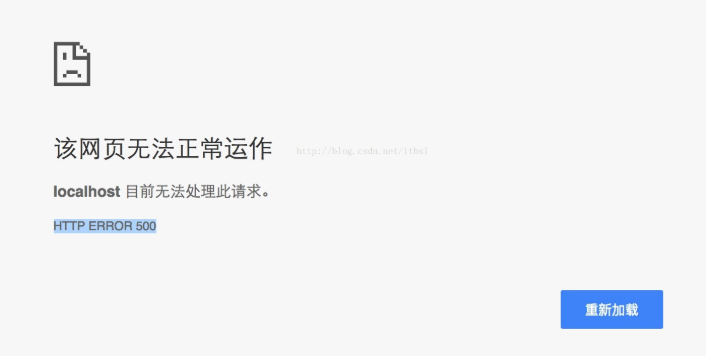 该网页无法正常运作
http://blog.csdn.net/itbsl
localhost 目前无法处理此请求。
HTTP ERROR 500
重新加载